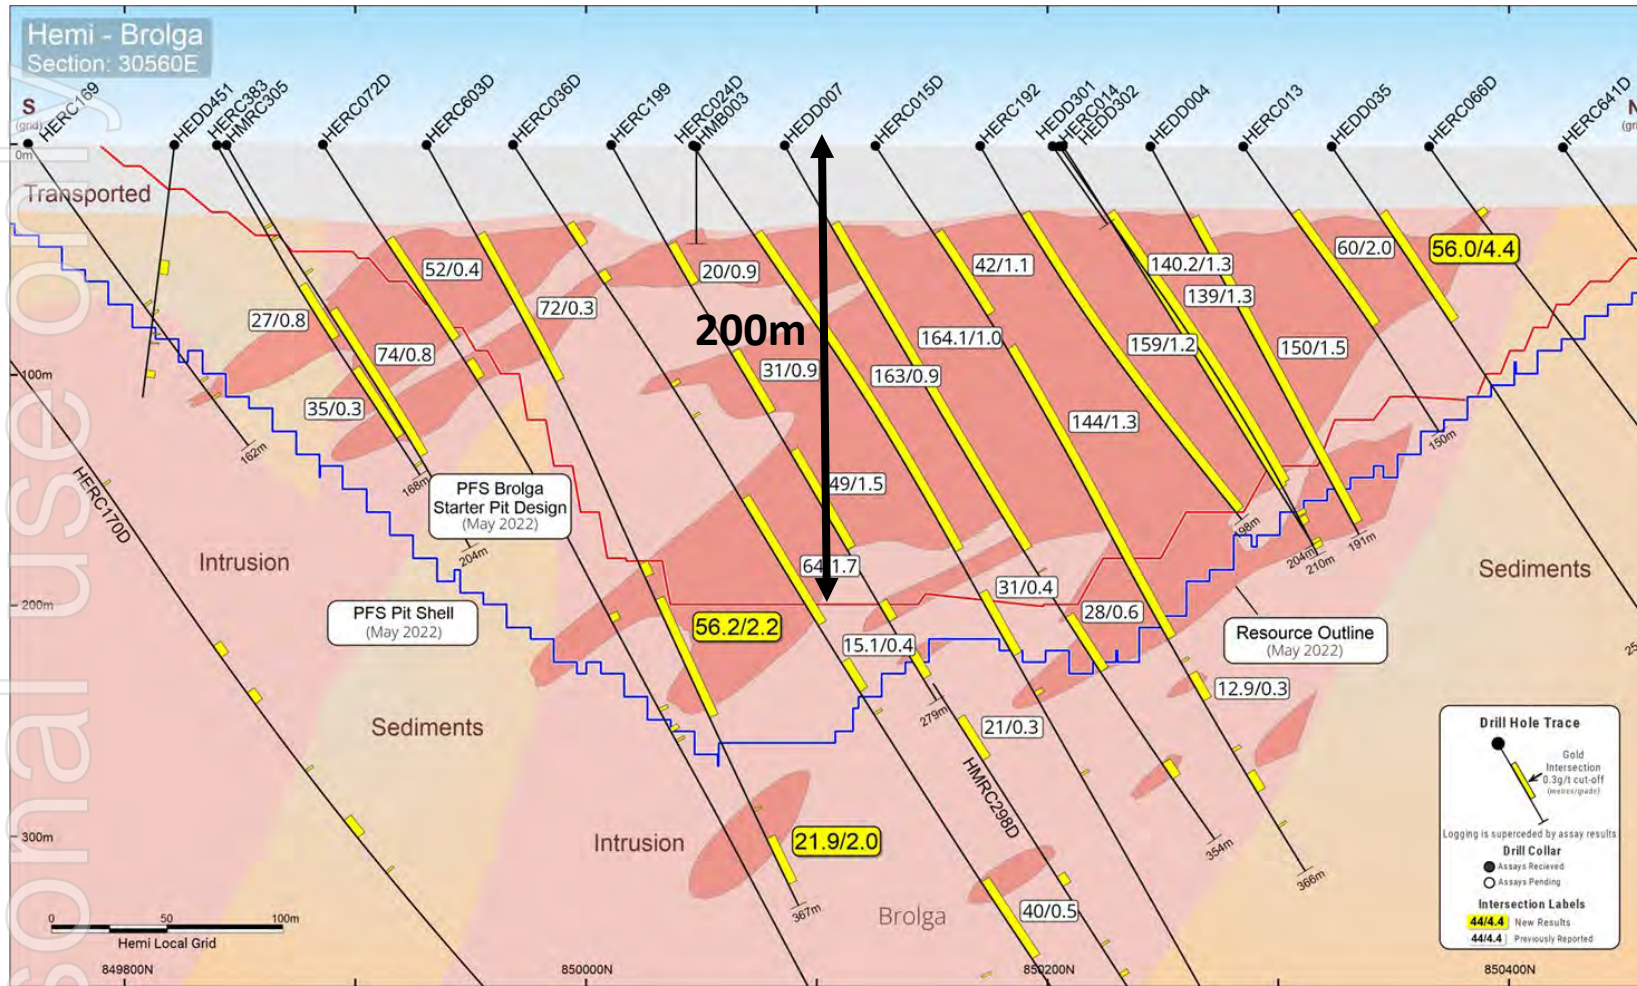 Hemi - Brolga
Section: 30560E
S
(grid)
HERC169
HEDD451
HERC383
HMRC305
HERC072D
HERC603D
HERC036D
HERC199
HERC024D
HMB003
HEDD007
HERC015D
HERC192
HEDD301
HERC014
HEDD302
HEDD004
HERC013
HEDD035
HERC066D
HERC641D
N
(gri
0m
Transported
52/0.4
20/0.9
42/1.1
140.2/1.3
60/2.0
56.0/4.4
139/1.3
27/0.8
72/0.3
200m
164.1/1.0
159/1.2
150/1.5
74/0.8
31/0.9
163/0.9
100m
35/0.3
144/1.3
162m
150m
HERC170D
168m
PFS Brolga
Starter Pit Design
(May 2022)
49/1.5
198m
204m
204m
210m
191m
Intrusion
64/1.7
Sediments
31/0.4
200m
PFS Pit Shell
(May 2022)
28/0.6
56.2/2.2
15.1/0.4
Resource Outline
(May 2022)
25
12.9/0.3
279m
Sediments
21/0.3
HMRC298D
300m
Intrusion
21.9/2.0
354m
366m
367m
40/0.5
Brolga
Drill Hole Trace
Gold
Intersection
0.3g/t cut-off
(metres/grade)
Logging is superceded by assay results
Drill Collar
Assays Recieved
Assays Pending
Intersection Labels
44/4.4 New Results
44/4.4 Previously Reported
0 50 100m
Hemi Local Grid
849800N
850000N
850200N
850400N
sonal use only